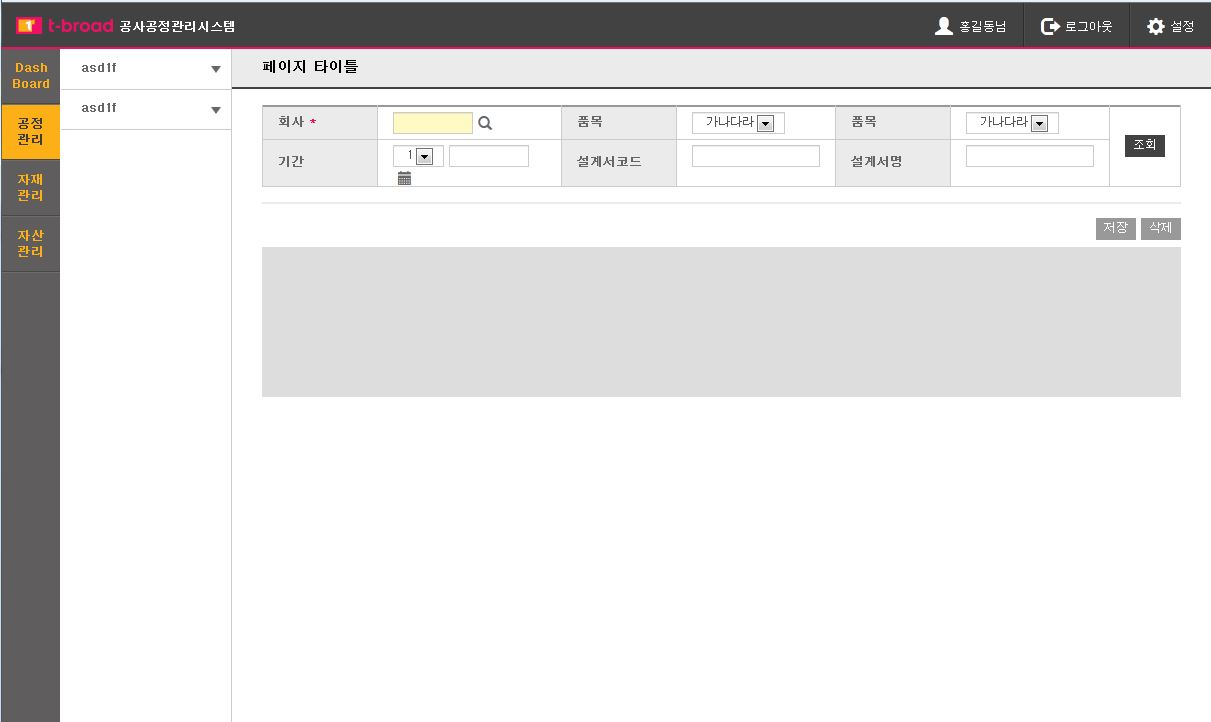 t-broad 공사공정관리시스템
홍길동님
로그아웃
설정
Dash
Board
공정
관리
자재
관리
자산
관리
asd1f
asd1f
페이지 타이틀
회사 *
품목
가나다라
품목
가나다라
기간
1
설계서코드
설계서명
조회
저장
삭제